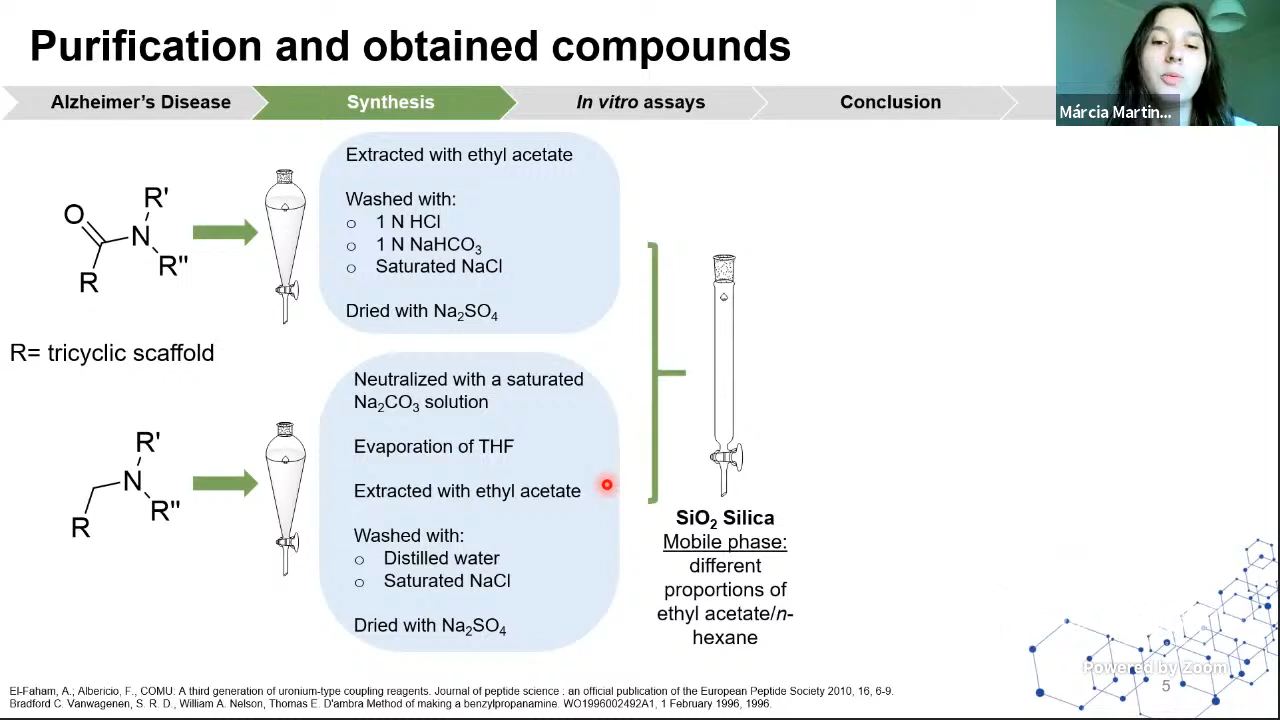 Purification and obtained compounds
Márcia Martin...
Alzheimer's Disease
Synthesis
In vitro assays
Conclusion
Extracted with ethyl acetate
Washed with:
○ 1 N HCl
○ 1 N NaHCO₃
○ Saturated NaCl
Dried with Na₂SO₄
O
R'
N
R"
R
R= tricyclic scaffold
Neutralized with a saturated
Na₂CO₃ solution
Evaporation of THF
Extracted with ethyl acetate
Washed with:
○ Distilled water
○ Saturated NaCl
Dried with Na₂SO₄
R'
N
R"
R
SiO₂ Silica
Mobile phase:
different
proportions of
ethyl acetate/n-
hexane
El-Faham, A.; Albericio, F., COMU: A third generation of uronium-type coupling reagents. Journal of peptide science : an official publication of the European Peptide Society 2010, 16, 6-9.
Bradford C. Vanwagenen, S. R. D., William A. Nelson, Thomas E. D'ambra Method of making a benzylpropanamine. WO1996002492A1, 1 February 1996, 1996.
Powered by Zoom
5